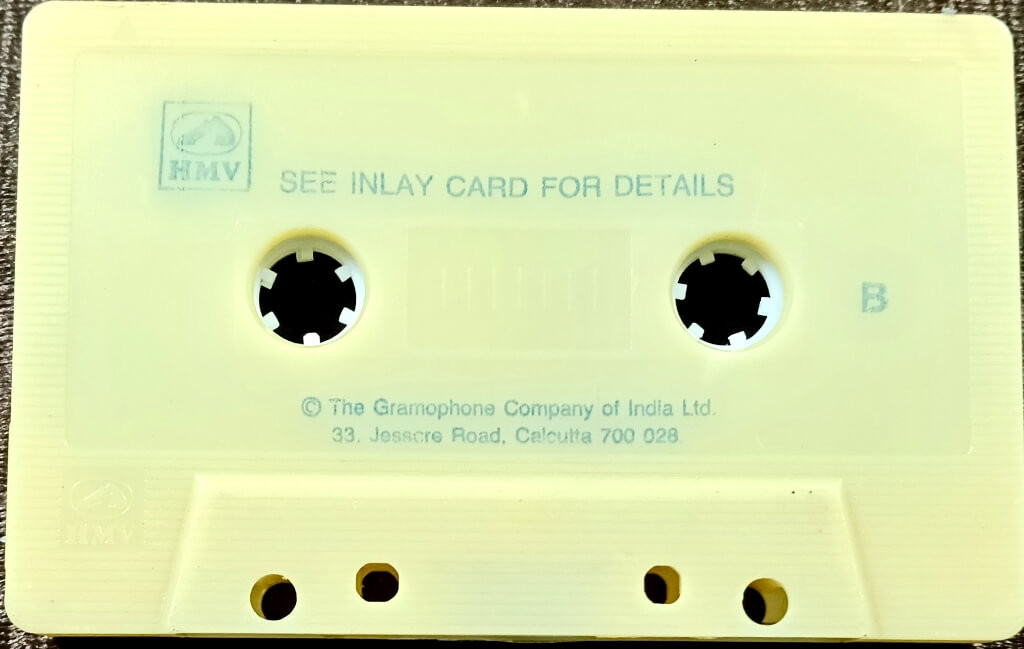 HMV
SEE INLAY CARD FOR DETAILS
B
© The Gramophone Company of India Ltd.
33, Jessore Road, Calcutta 700 028.
HMV